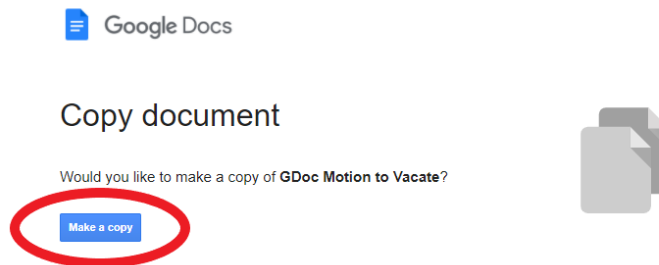 Google Docs
Copy document
Would you like to make a copy of GDoc Motion to Vacate?
Make a copy